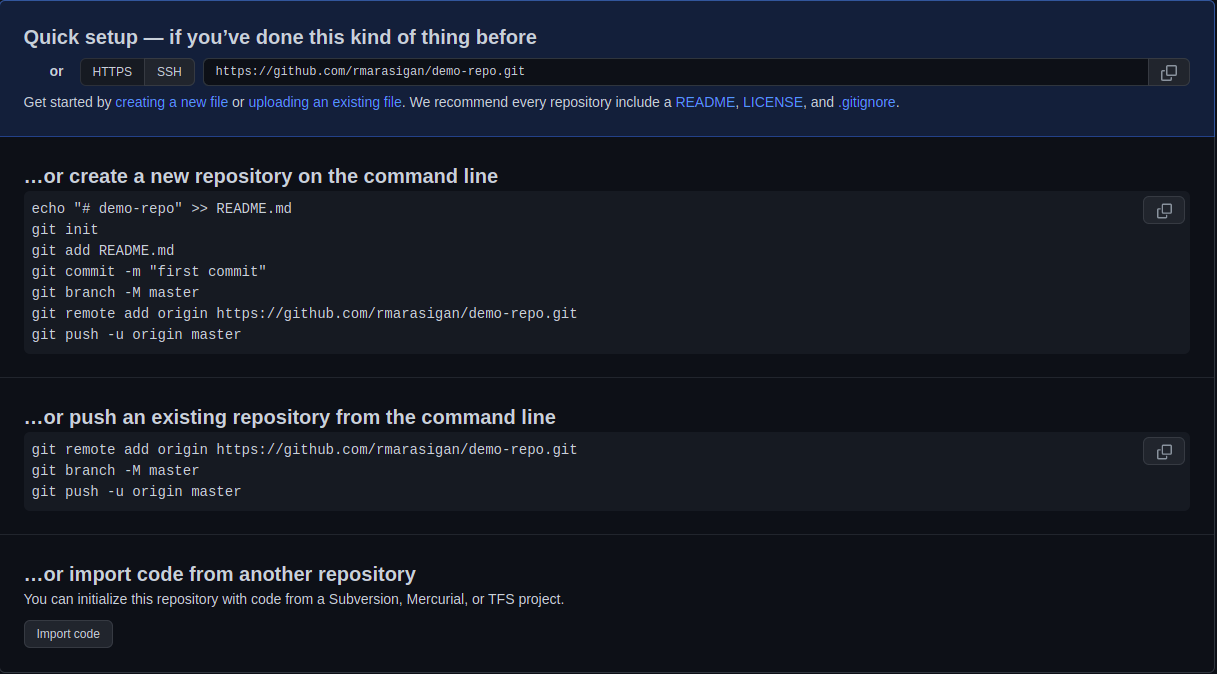 Quick setup — if you’ve done this kind of thing before
or HTTPS SSH https://github.com/rmarasigan/demo-repo.git
Get started by creating a new file or uploading an existing file. We recommend every repository include a README, LICENSE, and .gitignore.
…or create a new repository on the command line
echo "# demo-repo" >> README.md
git init
git add README.md
git commit -m "first commit"
git branch -M master
git remote add origin https://github.com/rmarasigan/demo-repo.git
git push -u origin master
…or push an existing repository from the command line
git remote add origin https://github.com/rmarasigan/demo-repo.git
git branch -M master
git push -u origin master
…or import code from another repository
You can initialize this repository with code from a Subversion, Mercurial, or TFS project.
Import code